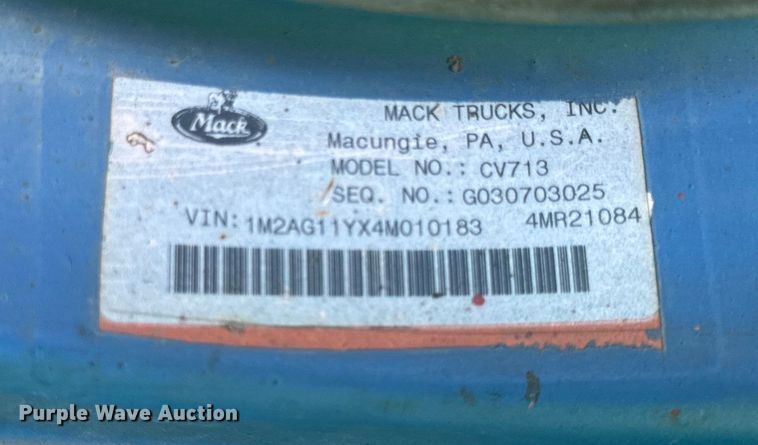 Mack
MACK TRUCKS, INC.
Macungie, PA, U.S.A.
MODEL NO.: CV713
SEQ. NO.: G030703025
VIN: 1M2AG11YX4M010183 4MR21084
Purple Wave Auction